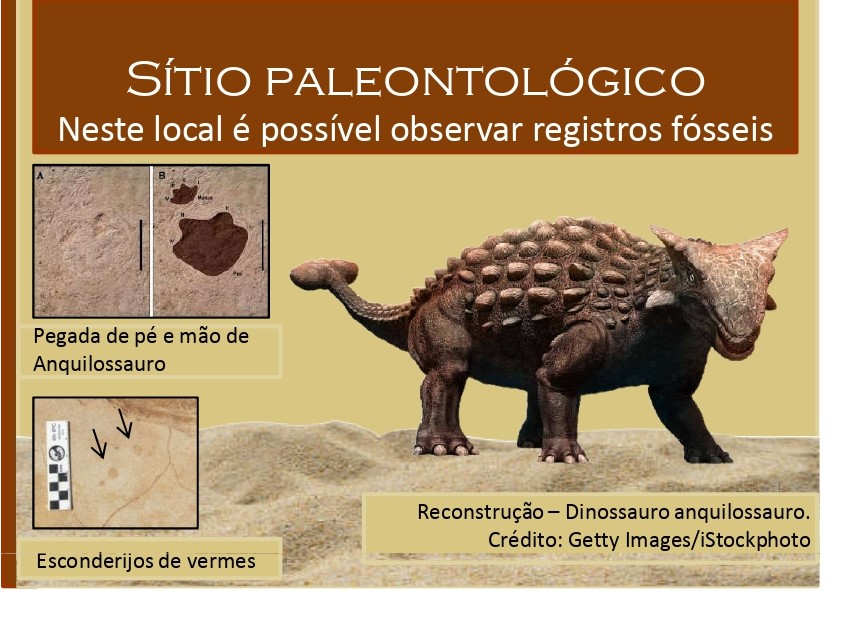 Sítio paleontológico
Neste local é possível observar registros fósseis
A
B
Manus
Pes
Pegada de pé e mão de
Anquilossauro
Esconderijos de vermes
Reconstrução – Dinossauro anquilossauro.
Crédito: Getty Images/iStockphoto